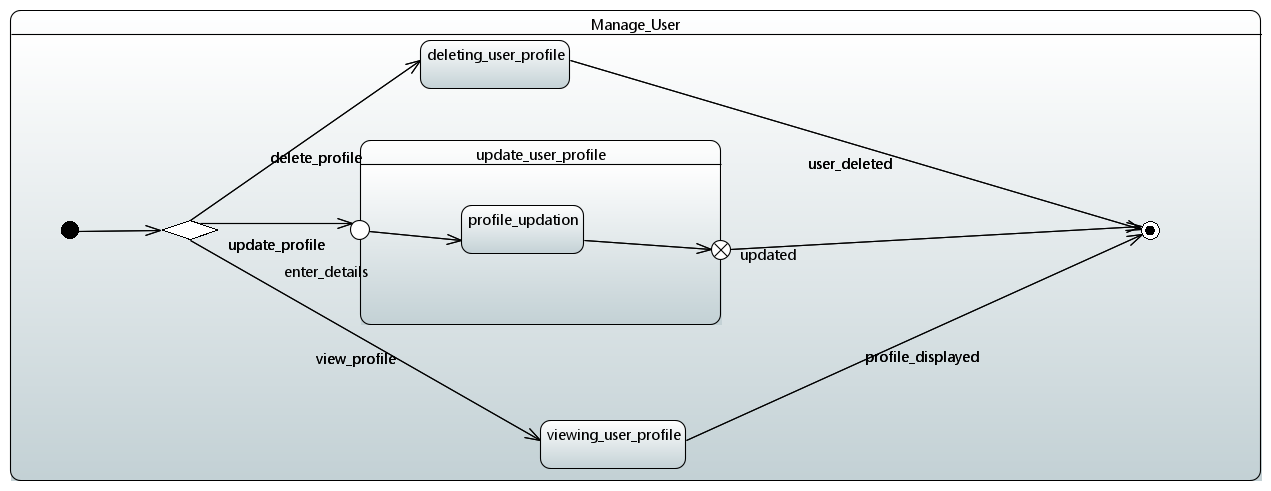 Manage_User
deleting_user_profile
delete_profile
update_user_profile
user_deleted
profile_updation
update_profile
updated
enter_details
view_profile
profile_displayed
viewing_user_profile